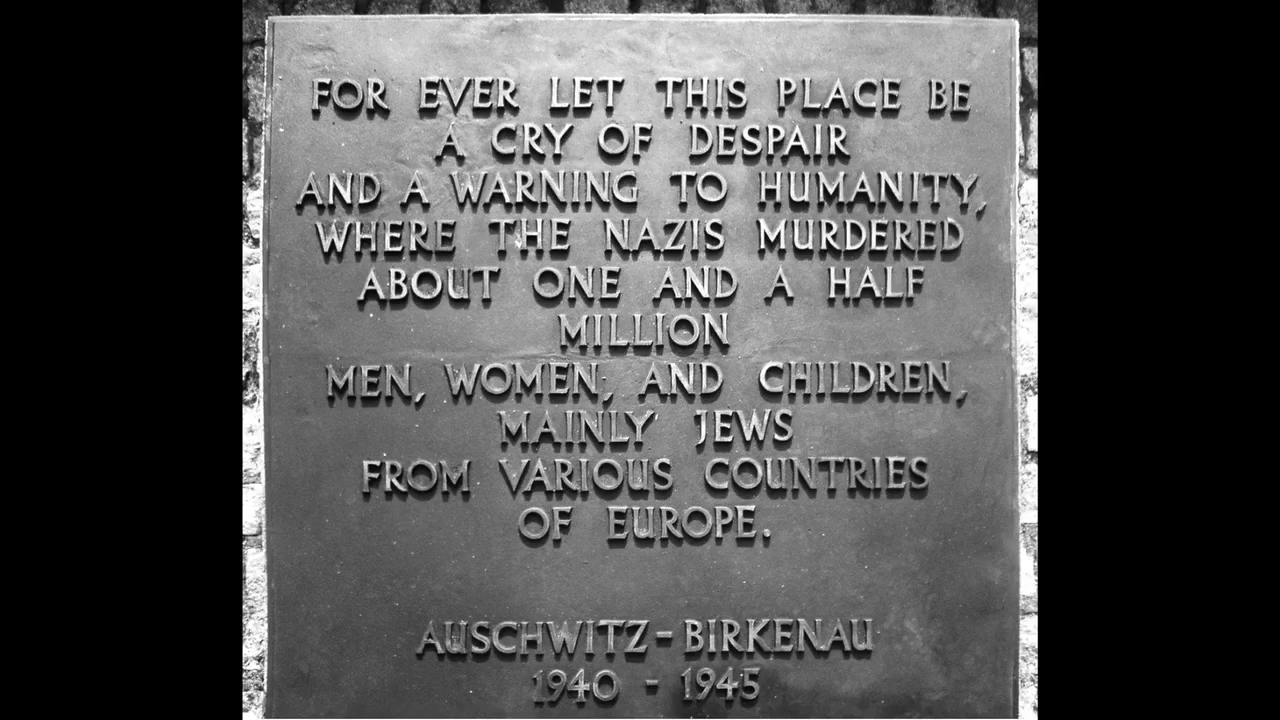 FOR EVER LET THIS PLACE BE
A CRY OF DESPAIR
AND A WARNING TO HUMANITY,
WHERE THE NAZIS MURDERED
ABOUT ONE AND A HALF
MILLION
MEN, WOMEN, AND CHILDREN,
MAINLY JEWS
FROM VARIOUS COUNTRIES
OF EUROPE.
AUSCHWITZ-BIRKENAU
1940 - 1945